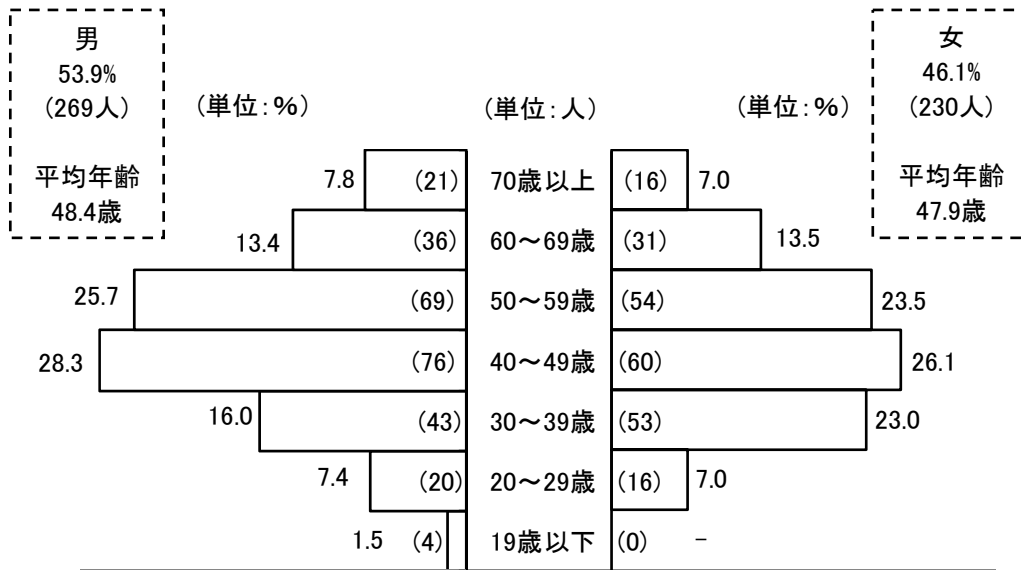 男
53.9%
(269人)
平均年齢
48.4歳
(単位:%)
(単位:人)
(単位:%)
女
46.1%
(230人)
平均年齢
47.9歳
7.8 (21) 70歳以上 (16) 7.0
13.4 (36) 60～69歳 (31) 13.5
25.7 (69) 50～59歳 (54) 23.5
28.3 (76) 40～49歳 (60) 26.1
16.0 (43) 30～39歳 (53) 23.0
7.4 (20) 20～29歳 (16) 7.0
1.5 (4) 19歳以下 (0) -